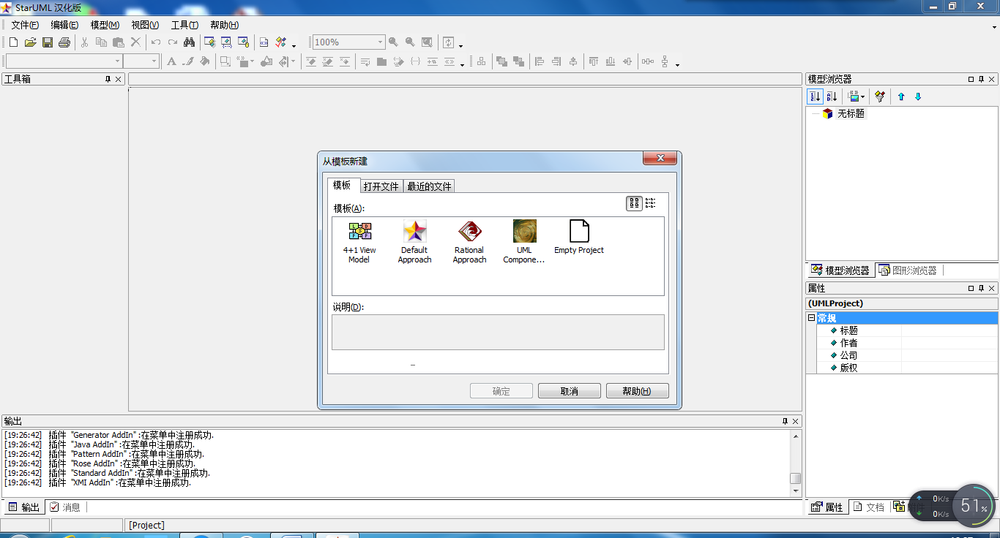 StarUML 汉化版
文件(F) 编辑(E) 模型(M) 视图(V) 工具(T) 帮助(H)
100%
工具箱
模型浏览器
无标题
从模板新建
模板 打开文件 最近的文件
模板(A):
4+1 View Model
Default Approach
Rational Approach
UML Compone...
Empty Project
说明(D):
确定 取消 帮助(H)
模型浏览器 图形浏览器
属性
(UMLProject)
常规
标题
作者
公司
版权
输出
[19:26:42] 插件 "Generator AddIn" :在菜单中注册成功.
[19:26:42] 插件 "Java AddIn" :在菜单中注册成功.
[19:26:42] 插件 "Pattern AddIn" :在菜单中注册成功.
[19:26:42] 插件 "Rose AddIn" :在菜单中注册成功.
[19:26:42] 插件 "Standard AddIn" :在菜单中注册成功.
[19:26:42] 插件 "XMI AddIn" :在菜单中注册成功.
输出 消息
属性 文档
0K/s
0K/s
51%
[Project]